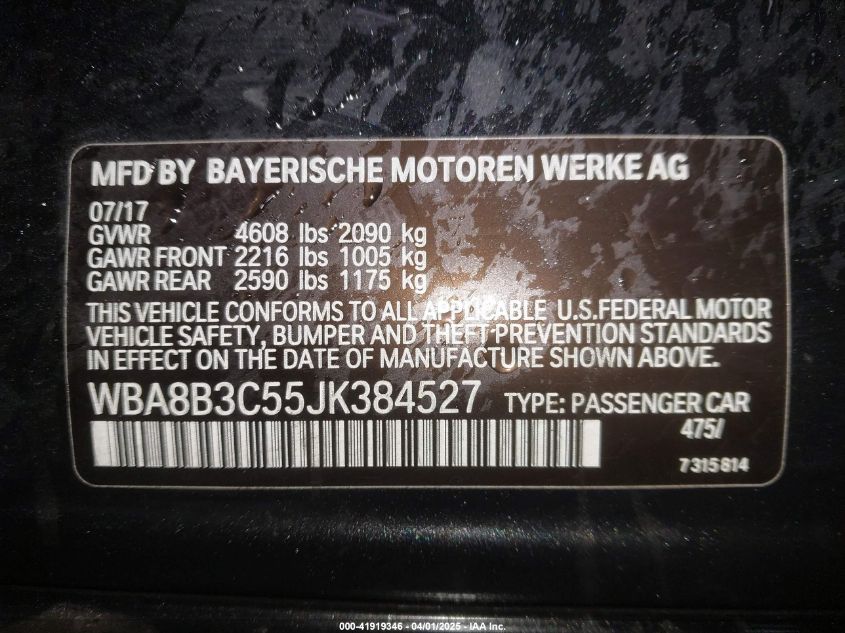 MFD BY BAYERISCHE MOTOREN WERKE AG
07/17
GVWR 4608 lbs 2090 kg
GAWR FRONT 2216 lbs 1005 kg
GAWR REAR 2590 lbs 1175 kg
THIS VEHICLE CONFORMS TO ALL APPLICABLE U.S.FEDERAL MOTOR
VEHICLE SAFETY, BUMPER AND THEFT PREVENTION STANDARDS
IN EFFECT ON THE DATE OF MANUFACTURE SHOWN ABOVE.
WBA8B3C55JK384527 TYPE: PASSENGER CAR
475/
7315814
000-41919346 - 04/01/2025 - IAA Inc.